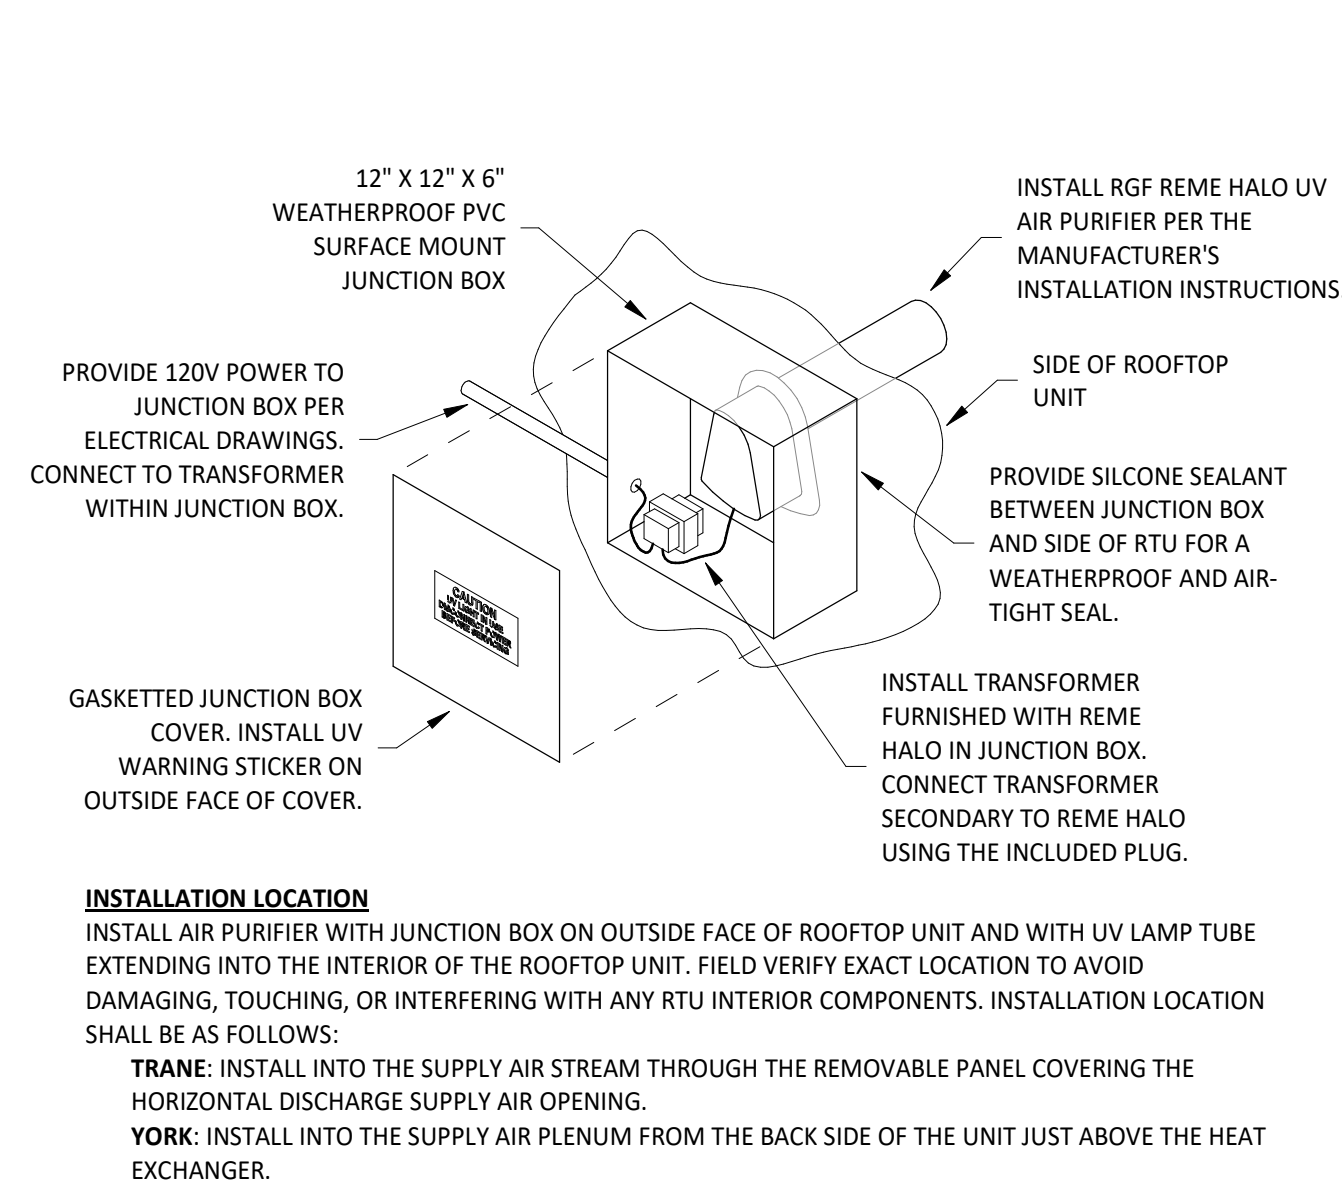 12" X 12" X 6"
WEATHERPROOF PVC
SURFACE MOUNT
JUNCTION BOX
INSTALL RGF REME HALO UV
AIR PURIFIER PER THE
MANUFACTURER'S
INSTALLATION INSTRUCTIONS
PROVIDE 120V POWER TO
JUNCTION BOX PER
ELECTRICAL DRAWINGS.
CONNECT TO TRANSFORMER
WITHIN JUNCTION BOX.
SIDE OF ROOFTOP
UNIT
PROVIDE SILCONE SEALANT
BETWEEN JUNCTION BOX
AND SIDE OF RTU FOR A
WEATHERPROOF AND AIR-
TIGHT SEAL.
CAUTION
UV LIGHT IN USE
DISCONNECT POWER
BEFORE SERVICING
GASKETTED JUNCTION BOX
COVER. INSTALL UV
WARNING STICKER ON
OUTSIDE FACE OF COVER.
INSTALL TRANSFORMER
FURNISHED WITH REME
HALO IN JUNCTION BOX.
CONNECT TRANSFORMER
SECONDARY TO REME HALO
USING THE INCLUDED PLUG.
INSTALLATION LOCATION
INSTALL AIR PURIFIER WITH JUNCTION BOX ON OUTSIDE FACE OF ROOFTOP UNIT AND WITH UV LAMP TUBE
EXTENDING INTO THE INTERIOR OF THE ROOFTOP UNIT. FIELD VERIFY EXACT LOCATION TO AVOID
DAMAGING, TOUCHING, OR INTERFERING WITH ANY RTU INTERIOR COMPONENTS. INSTALLATION LOCATION
SHALL BE AS FOLLOWS:
TRANE: INSTALL INTO THE SUPPLY AIR STREAM THROUGH THE REMOVABLE PANEL COVERING THE
HORIZONTAL DISCHARGE SUPPLY AIR OPENING.
YORK: INSTALL INTO THE SUPPLY AIR PLENUM FROM THE BACK SIDE OF THE UNIT JUST ABOVE THE HEAT
EXCHANGER.